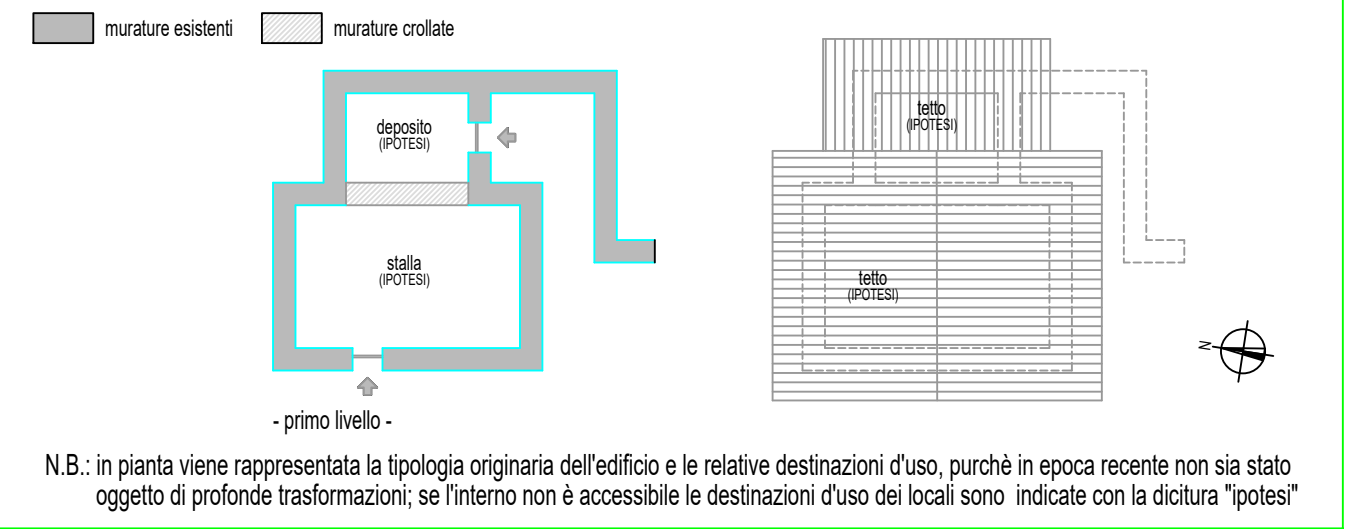 murature esistenti
murature crollate
deposito
(IPOTESI)
stalla
(IPOTESI)
- primo livello -
tetto
(IPOTESI)
tetto
(IPOTESI)
N
N.B.: in pianta viene rappresentata la tipologia originaria dell'edificio e le relative destinazioni d'uso, purchè in epoca recente non sia stato
oggetto di profonde trasformazioni; se l'interno non è accessibile le destinazioni d'uso dei locali sono indicate con la dicitura "ipotesi"